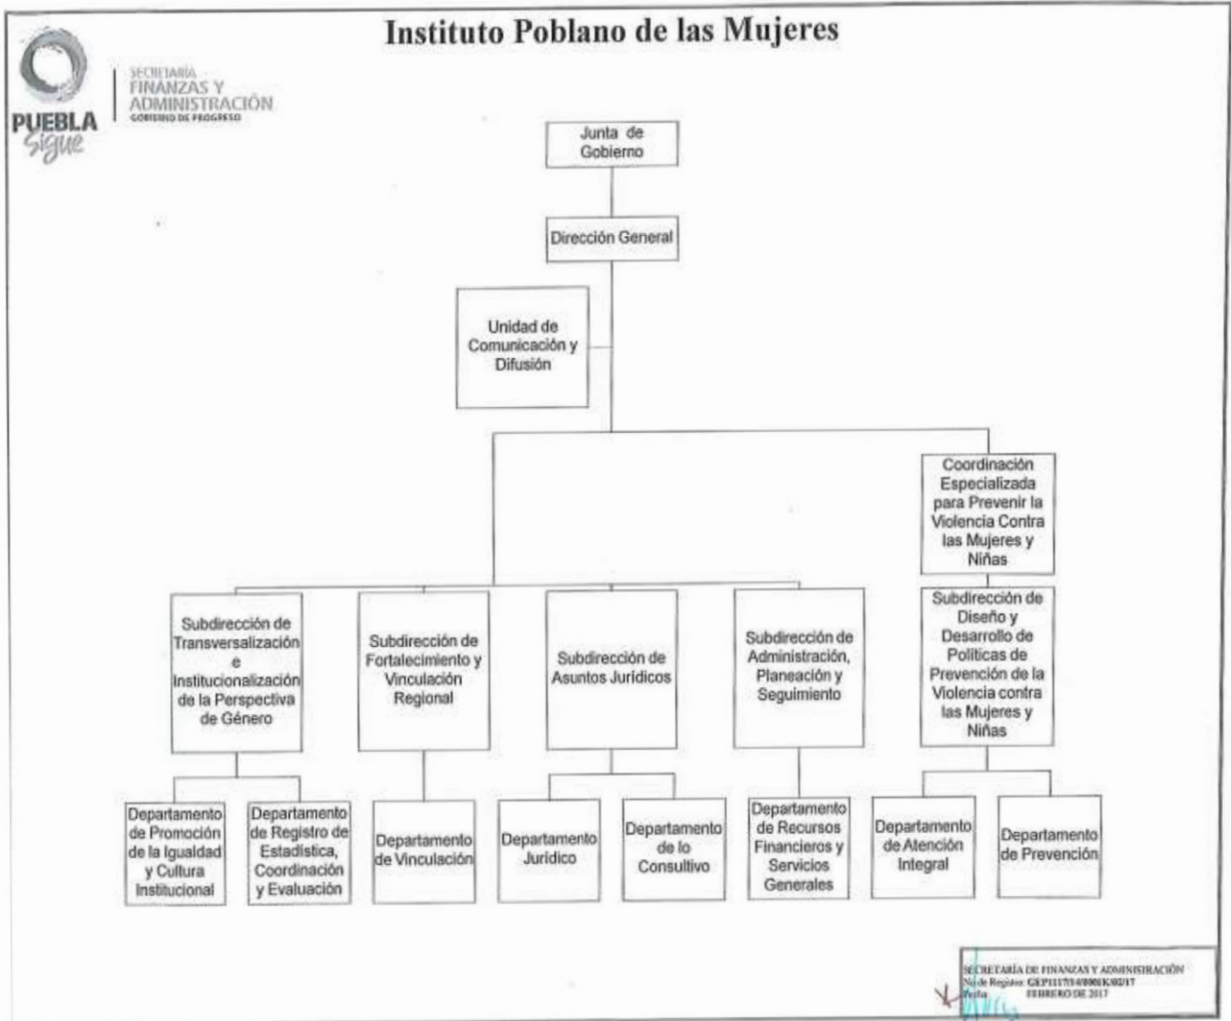 Instituto Poblano de las Mujeres
SECRETARÍA
FINANZAS Y
ADMINISTRACIÓN
GOBIERNO DE PROGRESO
PUEBLA
Sigue
Junta de
Gobierno
Dirección General
Unidad de
Comunicación y
Difusión
Coordinación
Especializada
para Prevenir la
Violencia Contra
las Mujeres y
Niñas
Subdirección de
Transversalización
e
Institucionalización
de la Perspectiva
de Género
Subdirección de
Fortalecimiento y
Vinculación
Regional
Subdirección de
Asuntos Jurídicos
Subdirección de
Administración,
Planeación y
Seguimiento
Subdirección de
Diseño y
Desarrollo de
Políticas de
Prevención de la
Violencia contra
las Mujeres y
Niñas
Departamento
de Promoción
de la Igualdad
y Cultura
Institucional
Departamento
de Registro de
Estadística,
Coordinación
y Evaluación
Departamento
de Vinculación
Departamento
Jurídico
Departamento
de lo
Consultivo
Departamento
de Recursos
Financieros y
Servicios
Generales
Departamento
de Atención
Integral
Departamento
de Prevención
SECRETARÍA DE FINANZAS Y ADMINISTRACIÓN
No de Registro:
Fecha FEBRERO DE 2017